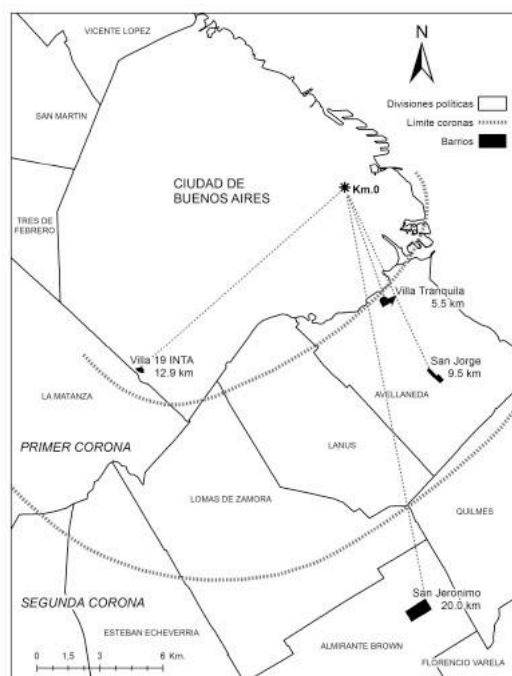 VICENTE LOPEZ
N
SAN MARTIN
Divisiones políticas
Limite coronas
Barrios
CIUDAD DE
BUENOS AIRES
Km.0
TRES DE
FEBRERO
Villa Tranquila
5.5 km
Villa 19 INTA
12.9 km
San Jorge
9.5 km
LA MATANZA
AVELLANEDA
PRIMER CORONA
LANUS
LOMAS DE ZAMORA
QUILMES
SEGUNDA CORONA
San Jeronimo
20.0 km
ESTEBAN ECHEVERRIA
ALMIRANTE BROWN
FLORENCIO VARELA
0 1,5 3 6 Km.